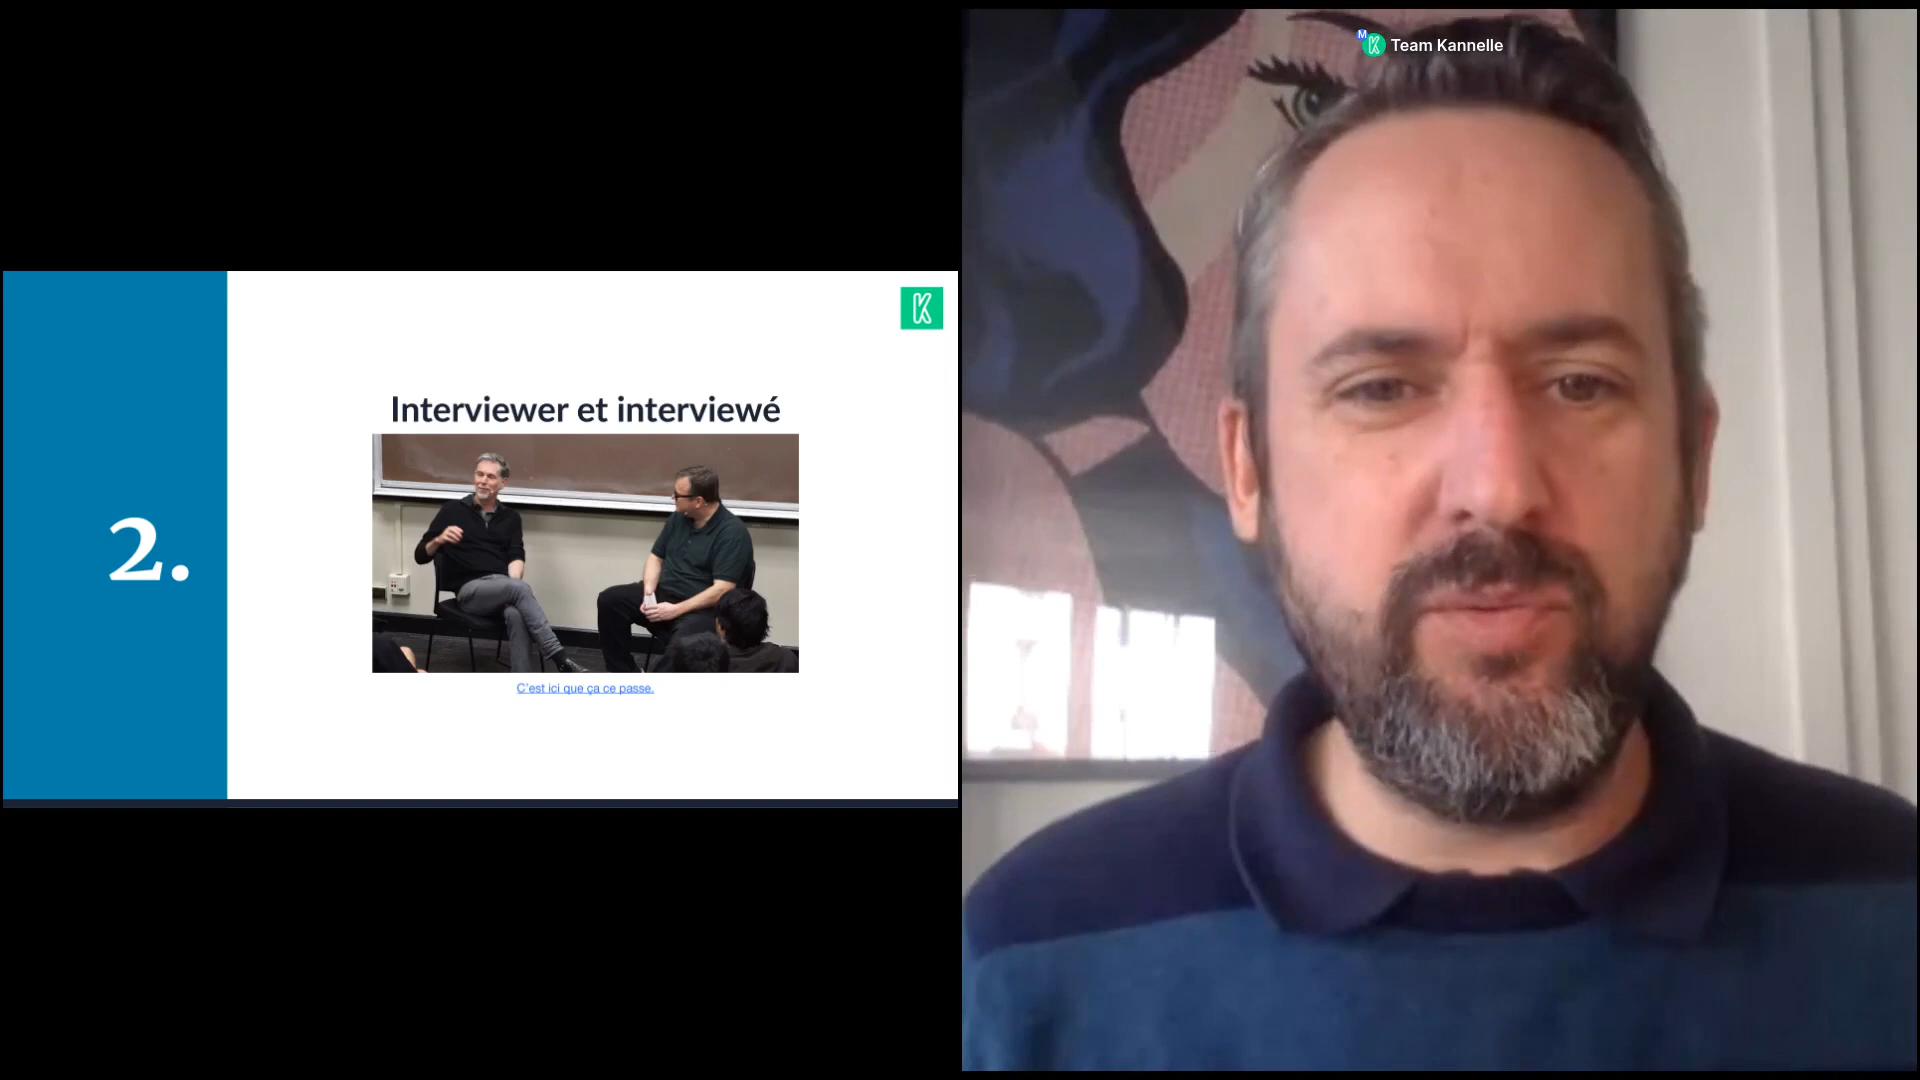 2.
K
Interviewer et interviewé
C'est ici que ça ce passe.
M
K
Team Kannelle